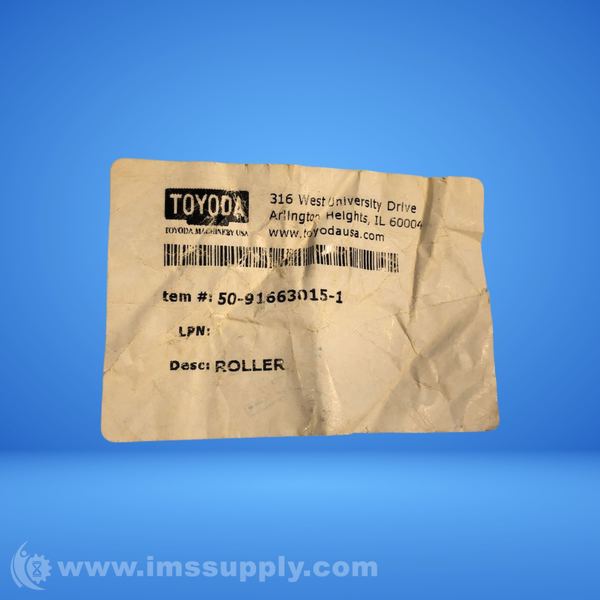 TOYODA
TOYODA MACHINERY USA
316 West University Drive
Arlington Heights, IL 60004
www.toyodausa.com
tem #: 50-91663015-1
LPN:
Desc: ROLLER
www.imssupply.com